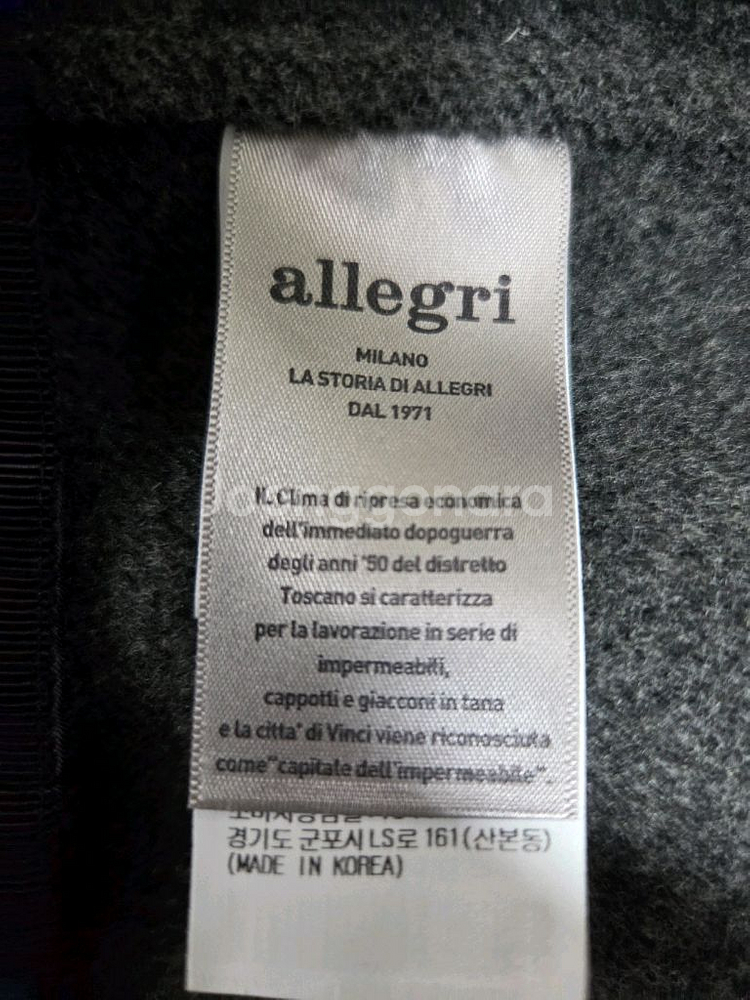 allegri
MILANO
LA STORIA DI ALLEGRI
DAL 1971
IL Clima di ripresa economica
dell'immediato dopoguerra
degli anni '50 del distretto
Toscano si caratterizza
per la lavorazione in serie di
impermeabili,
cappotti e giacconi in tana
e la citta' di Vinci viene riconosciuta
come"capitale dell'impermeabile".
경기도 군포시 LS로 161(산본동)
(MADE IN KOREA)